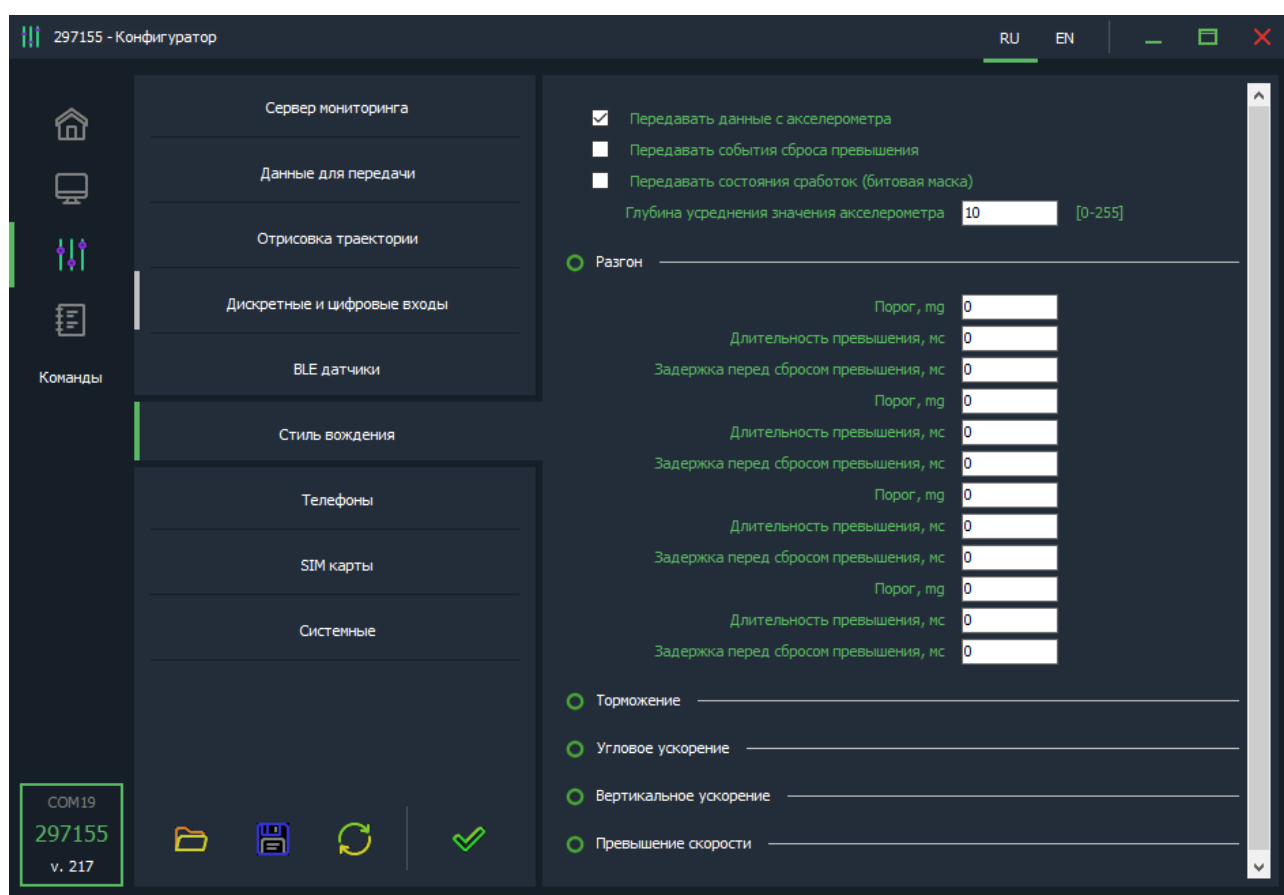 297155 - Конфигуратор
RU
EN
Команды
COM19
297155
v. 217
Сервер мониторинга
Данные для передачи
Отрисовка траектории
Дискретные и цифровые входы
BLE датчики
Стиль вождения
Телефоны
SIM карты
Системные
Передавать данные с акселерометра
Передавать события сброса превышения
Передавать состояния сработок (битовая маска)
Глубина усреднения значения акселерометра 10 [0-255]
Разгон
Порог, mg 0
Длительность превышения, мс 0
Задержка перед сбросом превышения, мс 0
Порог, mg 0
Длительность превышения, мс 0
Задержка перед сбросом превышения, мс 0
Порог, mg 0
Длительность превышения, мс 0
Задержка перед сбросом превышения, мс 0
Порог, mg 0
Длительность превышения, мс 0
Задержка перед сбросом превышения, мс 0
Торможение
Угловое ускорение
Вертикальное ускорение
Превышение скорости